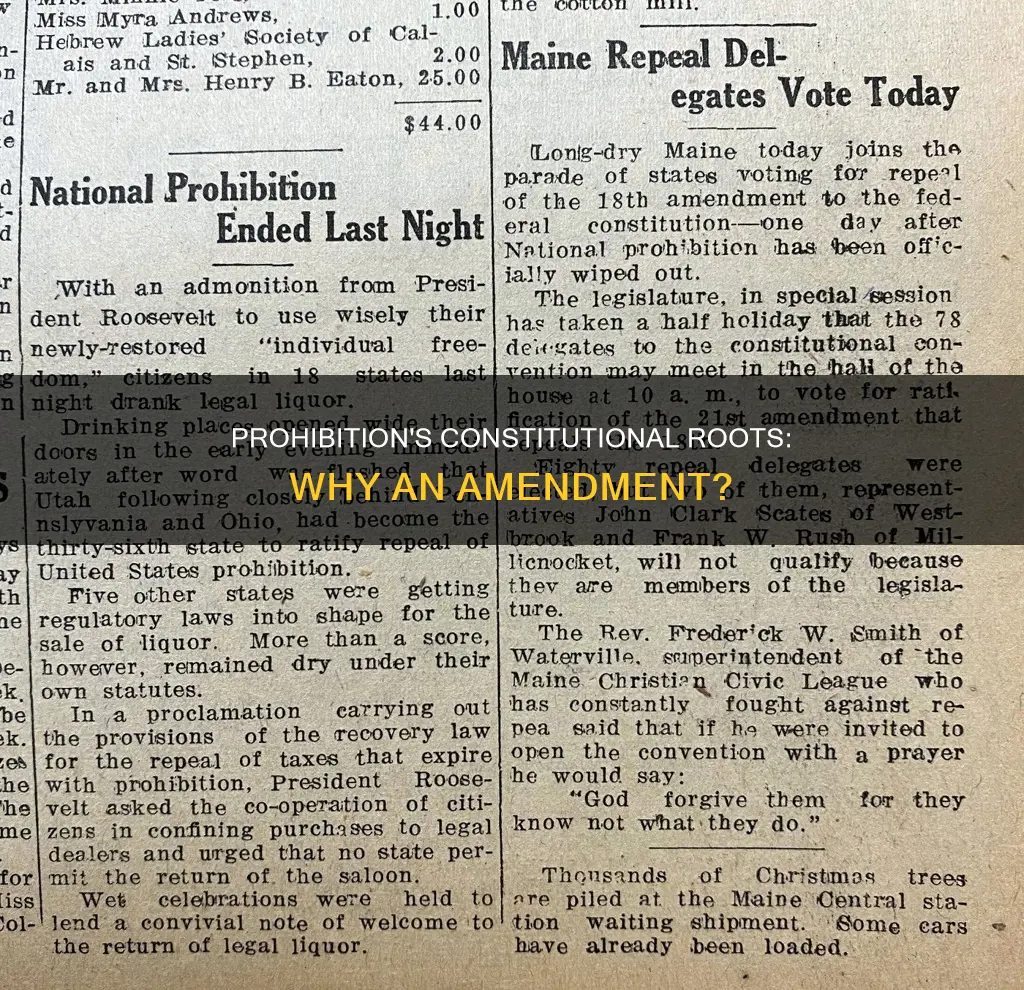 Miss Myra Andrews, 1.00
Hebrew Ladies' Society of Cal-
ais and St. Stephen, 2.00
Mr. and Mrs. Henry B. Eaton, 25.00
$44.00
National Prohibition
Ended Last Night
With an admonition from Presi-
dent Roosevelt to use wisely their
newly-restored "individual free-
dom," citizens in 18 states last
night drank legal liquor.
Drinking places opened wide their
doors in the early evening immed-
iately after word was flashed that
Utah following closely behind Pen-
nslyvania and Ohio, had become the
thirty-sixth state to ratify repeal of
United States prohibition.
Five other states were getting
regulatory laws into shape for the
sale of liquor. More than a score,
however, remained dry under their
own statutes.
In a proclamation carrying out
the provisions of the recovery law
for the repeal of taxes that expire
with prohibition, President Roose-
velt asked the co-operation of citi-
zens in confining purchases to legal
dealers and urged that no state per-
mit the return of the saloon.
Wet celebrations were held to
lend a convivial note of welcome to
the return of legal liquor.
the cotton mill.
Maine Repeal Del-
egates Vote Today
Long-dry Maine today joins the
parade of states voting for repeal
of the 18th amendment to the fed-
eral constitution—one day after
National prohibition has been offic-
ially wiped out.
The legislature, in special session
has taken a half holiday that the 78
delegates to the constitutional con-
vention may meet in the hall of the
house at 10 a. m., to vote for rati-
fication of the 21st amendment that
repeals the 18th.
Eighty repeal delegates were
of them, represent-
atives John Clark Scates of West-
brook and Frank W. Rush of Mil-
licnocket, will not qualify because
they are members of the legisla-
ture.
The Rev. Frederick W. Smith of
Waterville, superintendent of the
Maine Christian Civic League who
has constantly fought against re-
pea said that if he were invited to
open the convention with a prayer
he would say:
"God forgive them for they
know not what they do."
Thousands of Christmas trees
are piled at the Maine Central sta-
tion waiting shipment. Some cars
have already been loaded.
PROHIBITION'S CONSTITUTIONAL ROOTS:
WHY AN AMENDMENT?